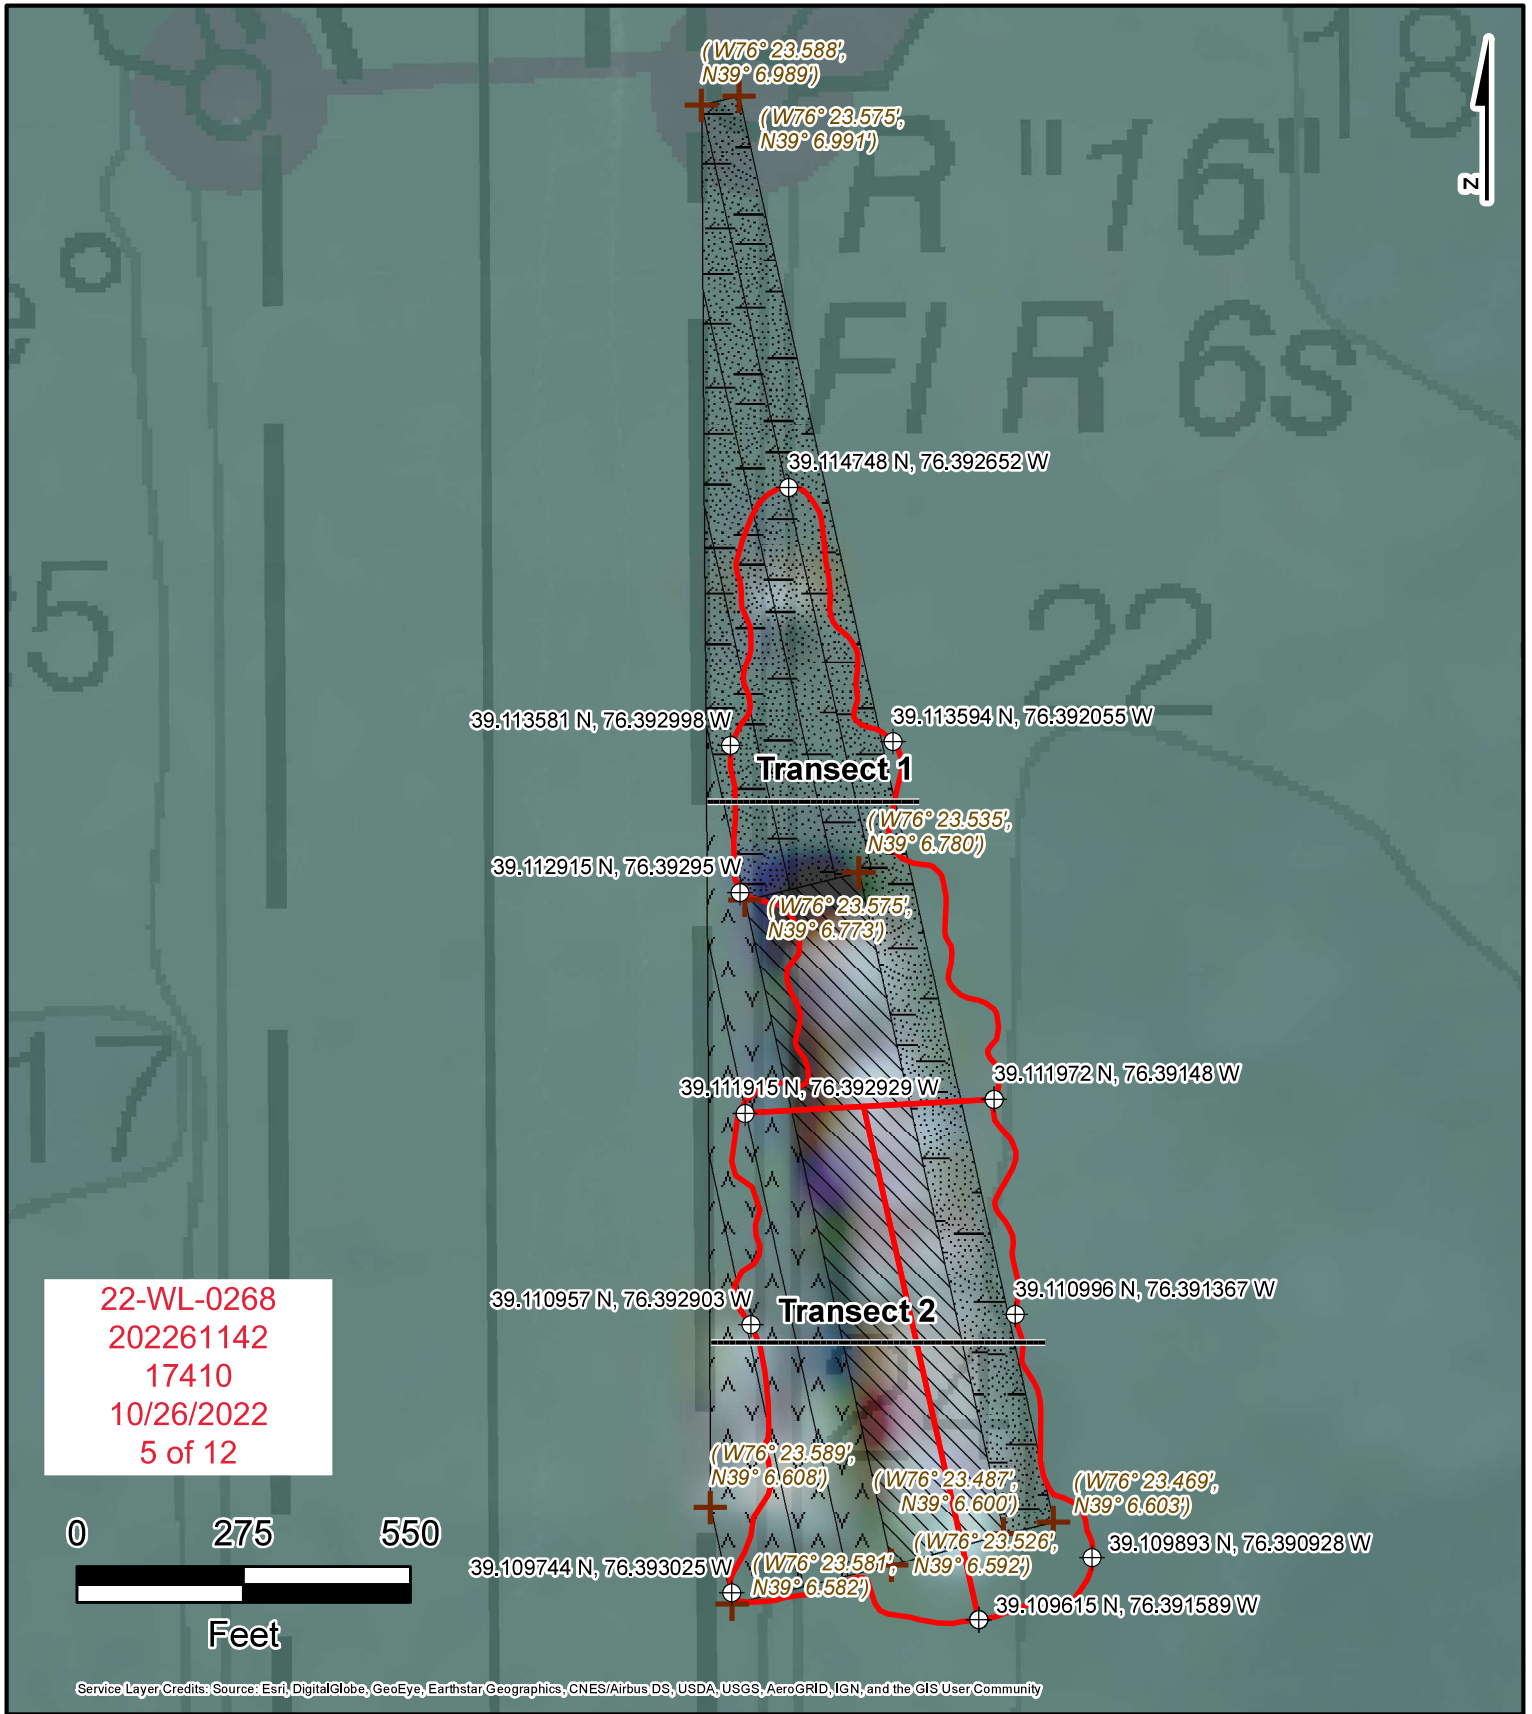 (W76° 23.588',
N39° 6.989')
(W76° 23.575',
N39° 6.991')
18
R "16"
Fl R 6s
N
39.114748 N, 76.392652 W
5
22
39.113581 N, 76.392998 W
39.113594 N, 76.392055 W
Transect 1
(W76° 23.535',
N39° 6.780')
39.112915 N, 76.39295 W
(W76° 23.575',
N39° 6.773')
17
39.111915 N, 76.392929 W
39.111972 N, 76.39148 W
39.110957 N, 76.392903 W
39.110996 N, 76.391367 W
Transect 2
22-WL-0268
202261142
17410
10/26/2022
5 of 12
(W76° 23.589',
N39° 6.608')
(W76° 23.487',
N39° 6.600')
(W76° 23.469',
N39° 6.603')
(W76° 23.526',
N39° 6.592')
39.109893 N, 76.390928 W
39.109744 N, 76.393025 W
(W76° 23.581',
N39° 6.582')
39.109615 N, 76.391589 W
0 275 550
Feet
Service Layer Credits: Source: Esri, DigitalGlobe, GeoEye, Earthstar Geographics, CNES/Airbus DS, USDA, USGS, AeroGRID, IGN, and the GIS User Community